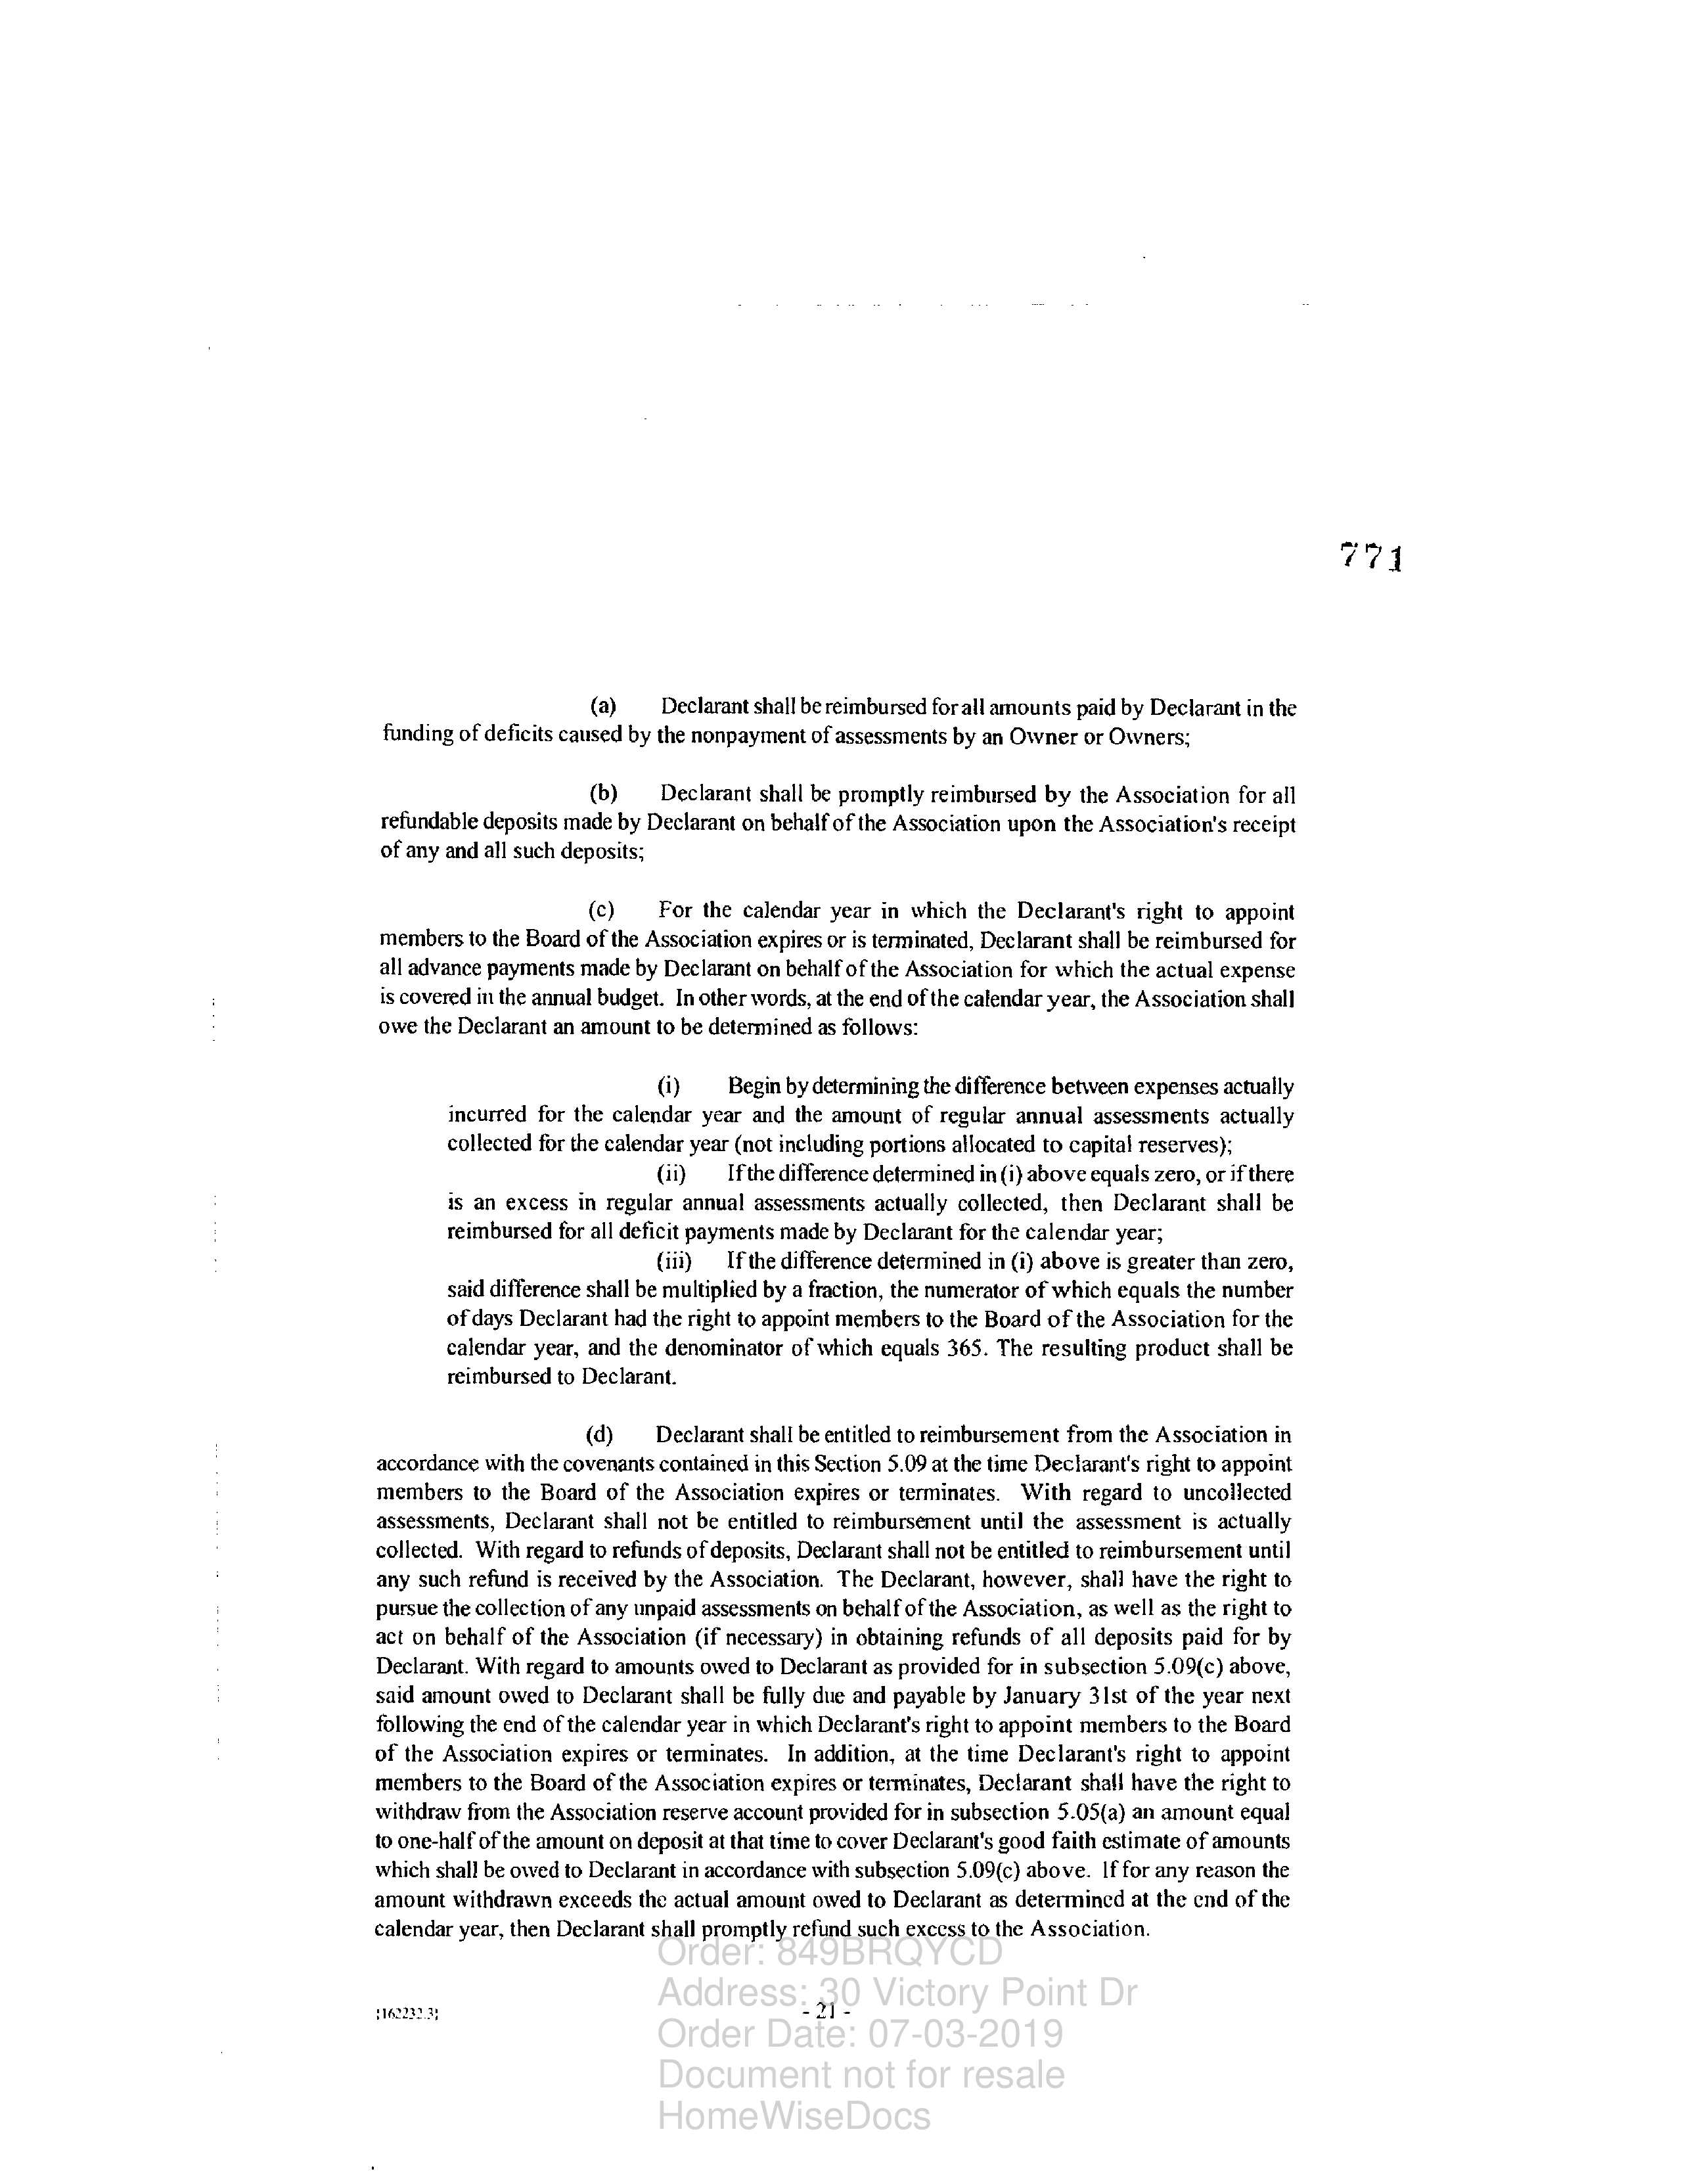 771
(a) Declarant shall be reimbursed for all amounts paid by Declarant in the
funding of deficits caused by the nonpayment of assessments by an Owner or Owners;
(b) Declarant shall be promptly reimbursed by the Association for all
refundable deposits made by Declarant on behalf of the Association upon the Association's receipt
of any and all such deposits;
(c) For the calendar year in which the Declarant's right to appoint
members to the Board of the Association expires or is terminated, Declarant shall be reimbursed for
all advance payments made by Declarant on behalf of the Association for which the actual expense
is covered in the annual budget. In other words, at the end of the calendar year, the Association shall
owe the Declarant an amount to be determined as follows:
(i) Begin by determining the difference between expenses actually
incurred for the calendar year and the amount of regular annual assessments actually
collected for the calendar year (not including portions allocated to capital reserves);
(ii) If the difference determined in (i) above equals zero, or if there
is an excess in regular annual assessments actually collected, then Declarant shall be
reimbursed for all deficit payments made by Declarant for the calendar year;
(iii) If the difference determined in (i) above is greater than zero,
said difference shall be multiplied by a fraction, the numerator of which equals the number
of days Declarant had the right to appoint members to the Board of the Association for the
calendar year, and the denominator of which equals 365. The resulting product shall be
reimbursed to Declarant.
(d) Declarant shall be entitled to reimbursement from the Association in
accordance with the covenants contained in this Section 5.09 at the time Declarant's right to appoint
members to the Board of the Association expires or terminates. With regard to uncollected
assessments, Declarant shall not be entitled to reimbursement until the assessment is actually
collected. With regard to refunds of deposits, Declarant shall not be entitled to reimbursement until
any such refund is received by the Association. The Declarant, however, shall have the right to
pursue the collection of any unpaid assessments on behalf of the Association, as well as the right to
act on behalf of the Association (if necessary) in obtaining refunds of all deposits paid for by
Declarant. With regard to amounts owed to Declarant as provided for in subsection 5.09(c) above,
said amount owed to Declarant shall be fully due and payable by January 31st of the year next
following the end of the calendar year in which Declarant's right to appoint members to the Board
of the Association expires or terminates. In addition, at the time Declarant's right to appoint
members to the Board of the Association expires or terminates, Declarant shall have the right to
withdraw from the Association reserve account provided for in subsection 5.05(a) an amount equal
to one-half of the amount on deposit at that time to cover Declarant's good faith estimate of amounts
which shall be owed to Declarant in accordance with subsection 5.09(c) above. If for any reason the
amount withdrawn exceeds the actual amount owed to Declarant as determined at the end of the
calendar year, then Declarant shall promptly refund such excess to the Association.
{162232.3}
- 21 -
Order: 849BRQYCD
Address: 30 Victory Point Dr
Order Date: 07-03-2019
Document not for resale
HomeWiseDocs